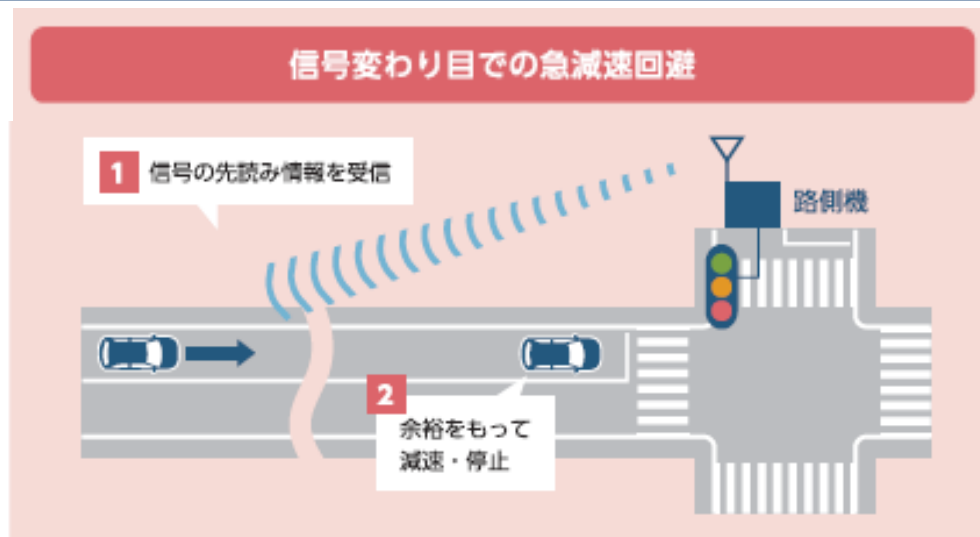 信号変わり目での急減速回避
1 信号の先読み情報を受信
路側機
2
余裕をもって
減速・停止